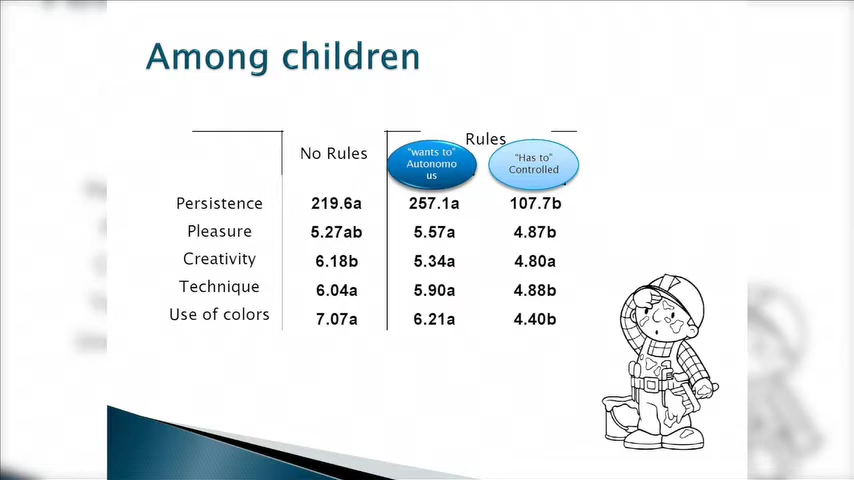 Among children
Rules
No Rules
"wants to"
Autonomo
us
"Has to"
Controlled
Persistence 219.6a 257.1a 107.7b
Pleasure 5.27ab 5.57a 4.87b
Creativity 6.18b 5.34a 4.80a
Technique 6.04a 5.90a 4.88b
Use of colors 7.07a 6.21a 4.40b